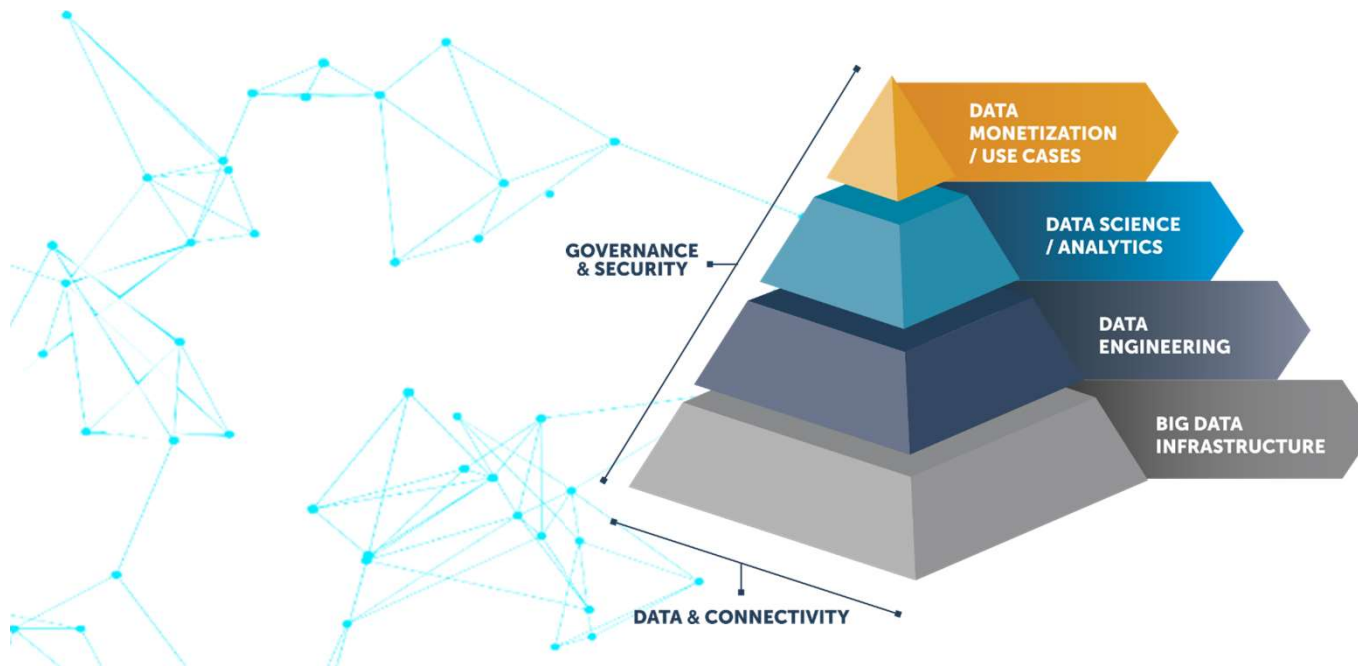 DATA
MONETIZATION
/ USE CASES
DATA SCIENCE
/ ANALYTICS
GOVERNANCE
& SECURITY
DATA
ENGINEERING
BIG DATA
INFRASTRUCTURE
DATA & CONNECTIVITY